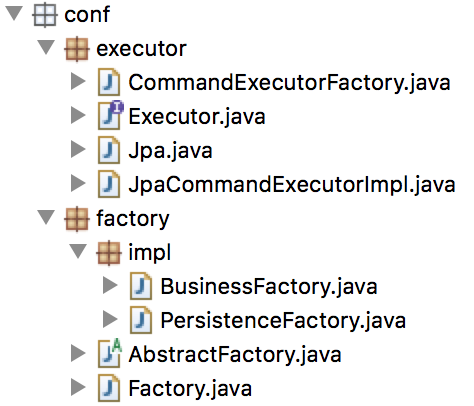 conf
executor
CommandExecutorFactory.java
Executor.java
Jpa.java
JpaCommandExecutorImpl.java
factory
impl
BusinessFactory.java
PersistenceFactory.java
AbstractFactory.java
Factory.java